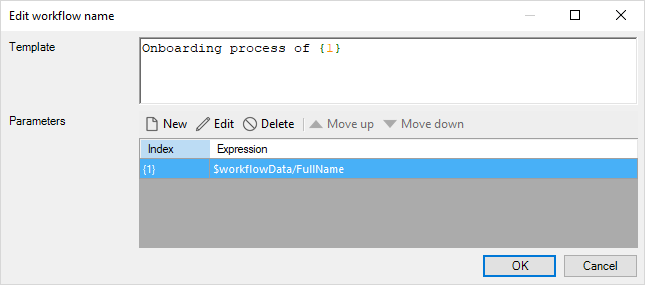 Edit workflow name
Template
Onboarding process of {1}
Parameters
New Edit Delete Move up Move down
Index Expression
{1} $workflowData/FullName
OK Cancel